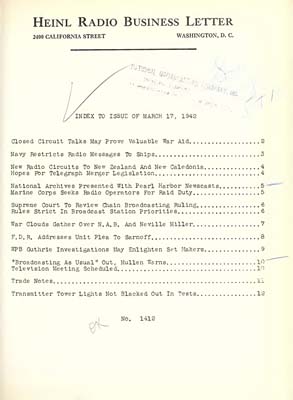 HEINL RADIO BUSINESS LETTER
2400 CALIFORNIA STREET WASHINGTON, D. C.
NATIONAL BROADCASTING COMPANY, INC.
INDEX TO ISSUE OF MARCH 17, 1942
Closed Circuit Talks May Prove Valuable War Aid....................2
Navy Restricts Radio Messages To Ships.............................3
New Radio Circuits To New Zealand And New Caledonia................4
Hopes For Telegraph Merger Legislation.............................4
National Archives Presented With Pearl Harbor Newscasts............5
Marine Corps Seeks Radio Operators For Raid Duty...................5
Supreme Court To Review Chain Broadcasting Ruling..................6
Rules Strict In Broadcast Station Priorities.......................6
War Clouds Gather Over N.A.B. And Neville Miller...................7
F.D.R. Addresses Unit Plea To Sarnoff..............................8
WPB Guthrie Investigations May Enlighten Set Makers................9
"Broadcasting As Usual" Out, Mullen Warns.........................10
Television Meeting Scheduled......................................10
Trade Notes.......................................................11
Transmitter Tower Lights Not Blacked Out In Tests.................12
No. 1412